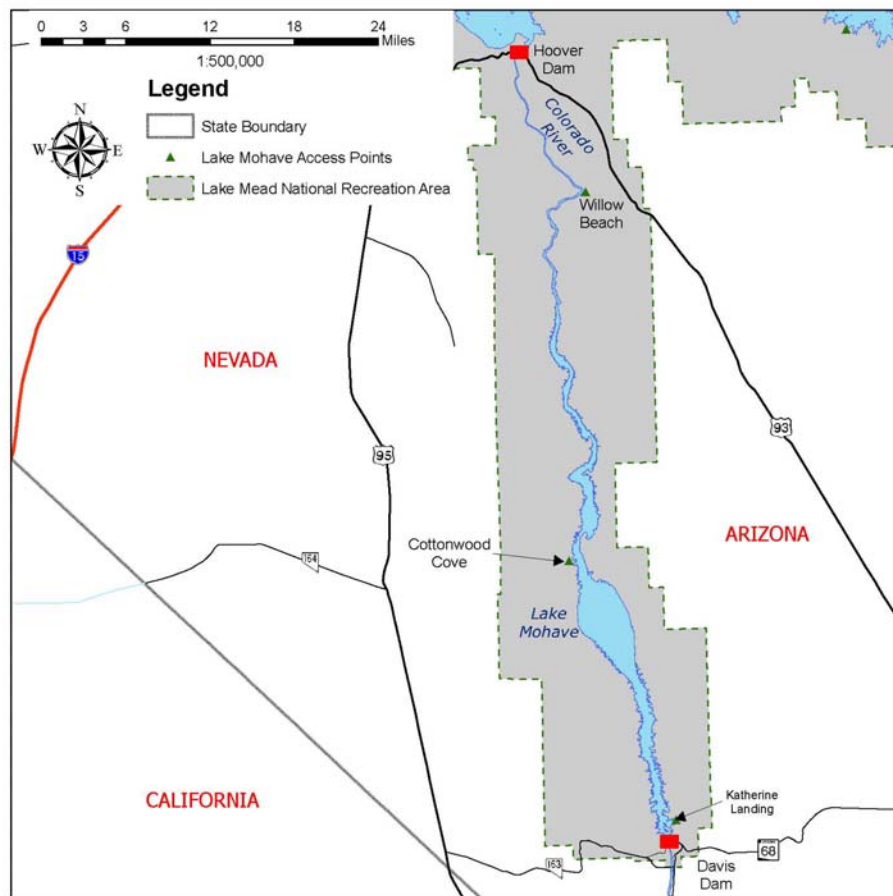 0 3 6 12 18 24
Miles
1:500,000
Legend
N
W E
S
State Boundary
Lake Mohave Access Points
Lake Mead National Recreation Area
Hoover
Dam
Colorado
River
Willow
Beach
15
NEVADA
95
93
ARIZONA
Cottonwood
Cove
164
Lake
Mohave
CALIFORNIA
Katherine
Landing
163
68
Davis
Dam